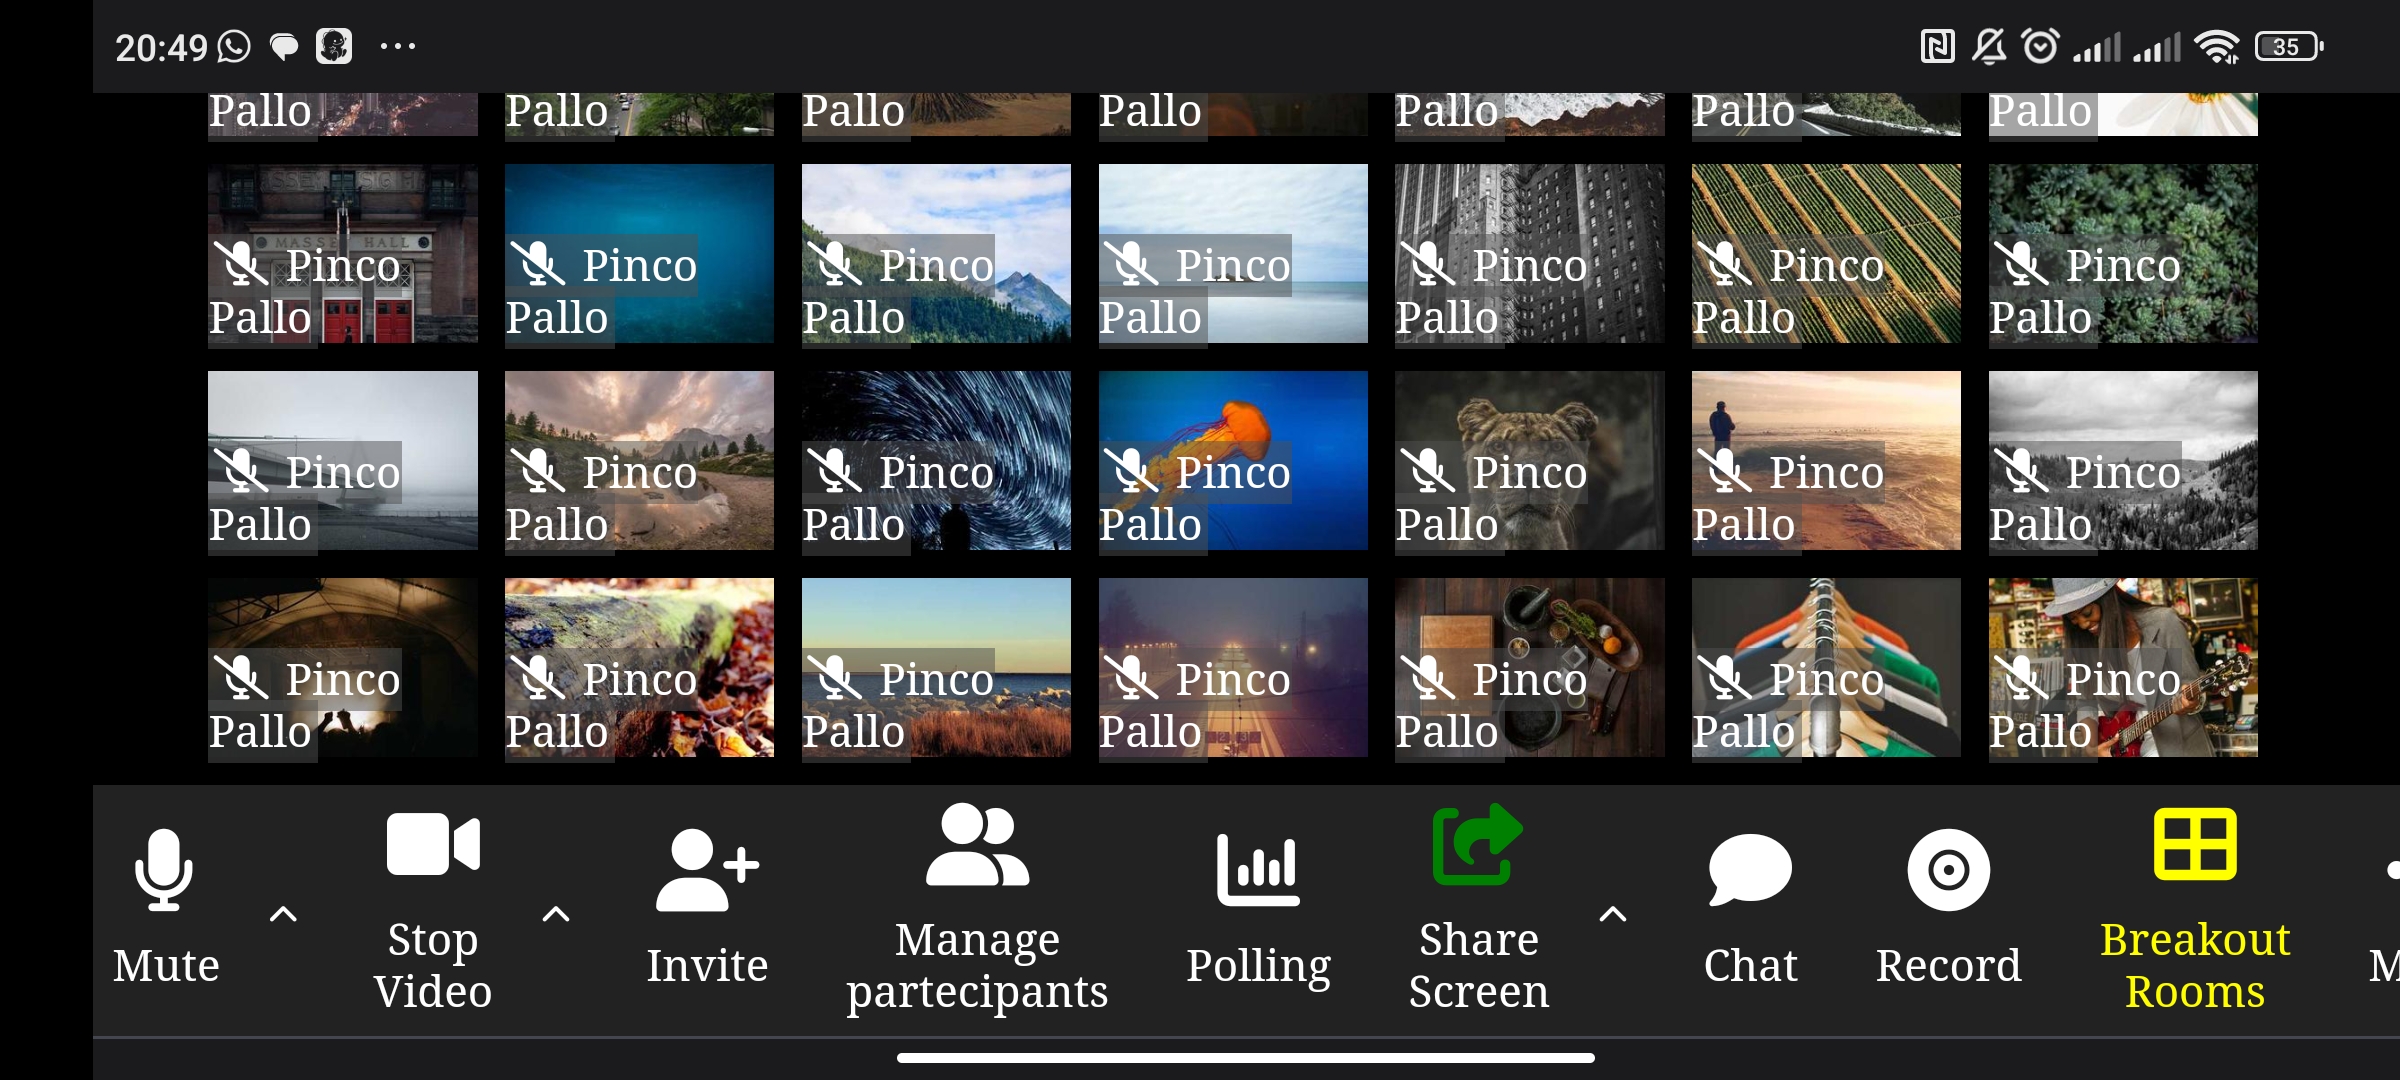 20:49 35
Pallo Pallo Pallo Pallo Pallo Pallo Pallo
MASSEY HALL
Pinco Pinco Pinco Pinco Pinco Pinco Pinco
Pallo Pallo Pallo Pallo Pallo Pallo Pallo
Pinco Pinco Pinco Pinco Pinco Pinco Pinco
Pallo Pallo Pallo Pallo Pallo Pallo Pallo
Pinco Pinco Pinco Pinco Pinco Pinco Pinco
Pallo Pallo Pallo Pallo Pallo Pallo Pallo
Mute
Stop
Video
Invite
Manage
partecipants
Polling
Share
Screen
Chat
Record
Breakout
Rooms
M